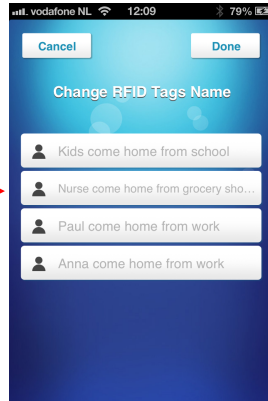 vodafone NL 12:09 79%
Cancel Done
Change RFID Tags Name
Kids come home from school
Nurse come home from grocery sho...
Paul come home from work
Anna come home from work